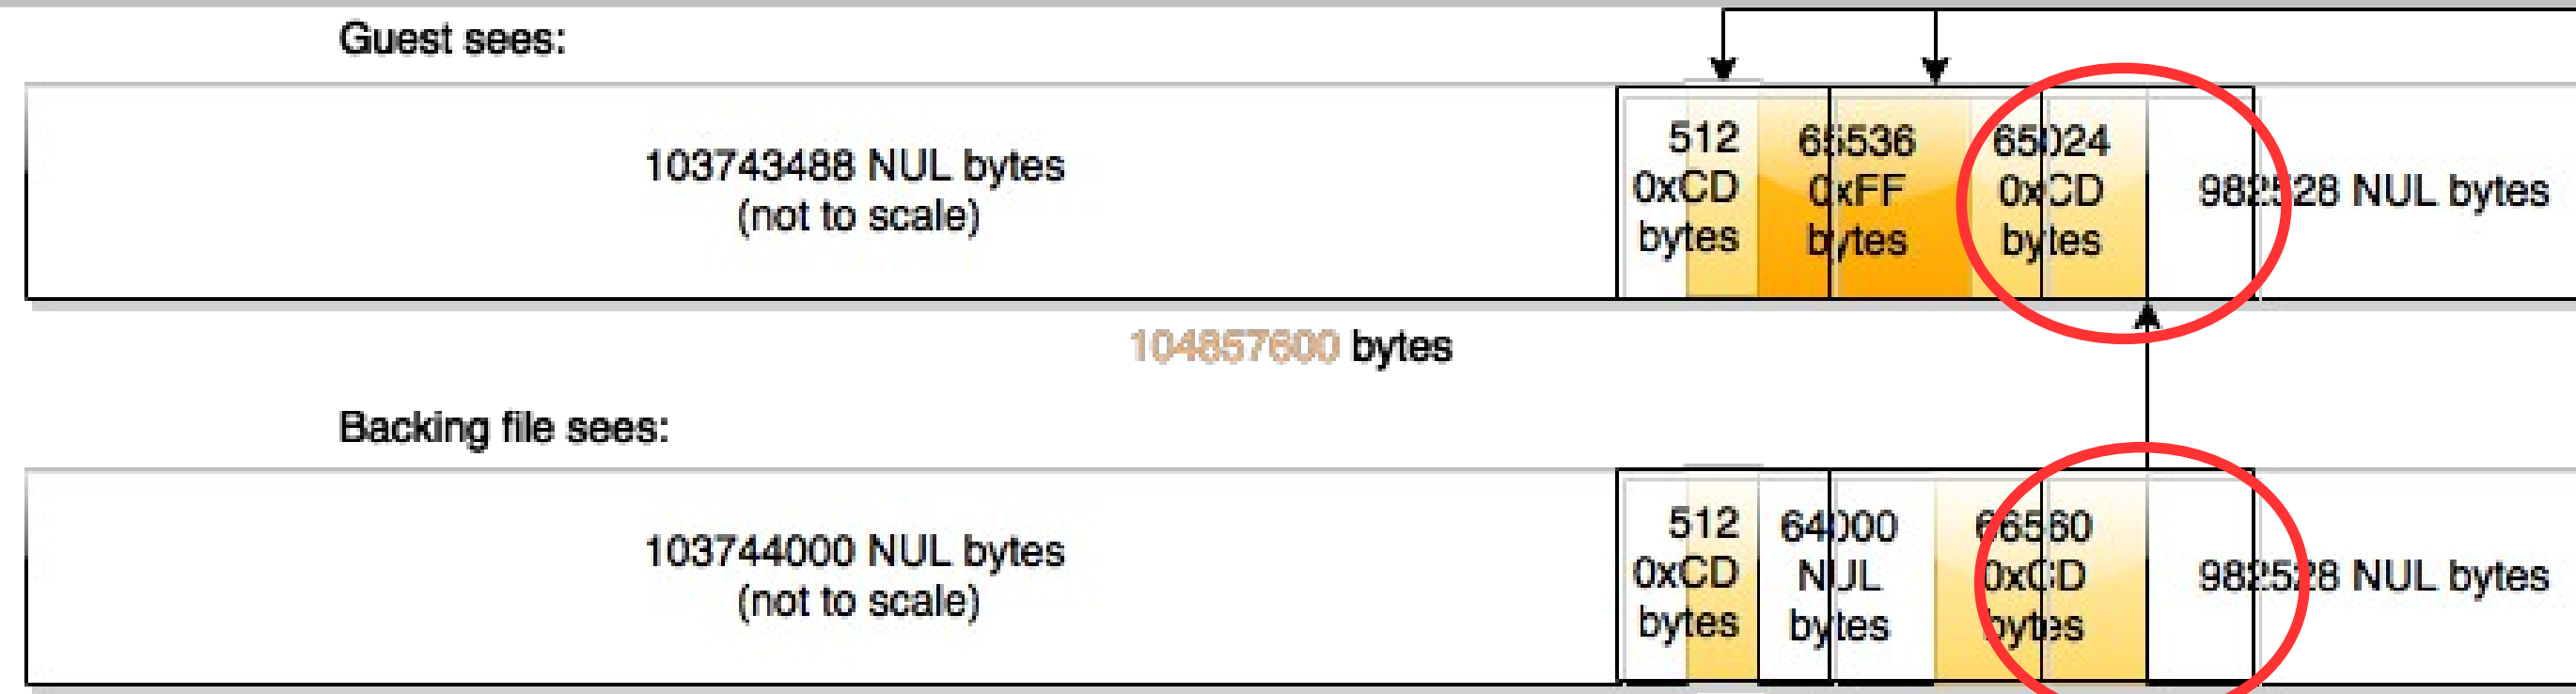 Guest sees:
103743488 NUL bytes
(not to scale)
512
0xCD
bytes
65536
0xFF
bytes
65024
0xCD
bytes
982528 NUL bytes
104857600 bytes
Backing file sees:
103744000 NUL bytes
(not to scale)
512
0xCD
bytes
64000
NUL
bytes
66560
0xCD
bytes
982528 NUL bytes